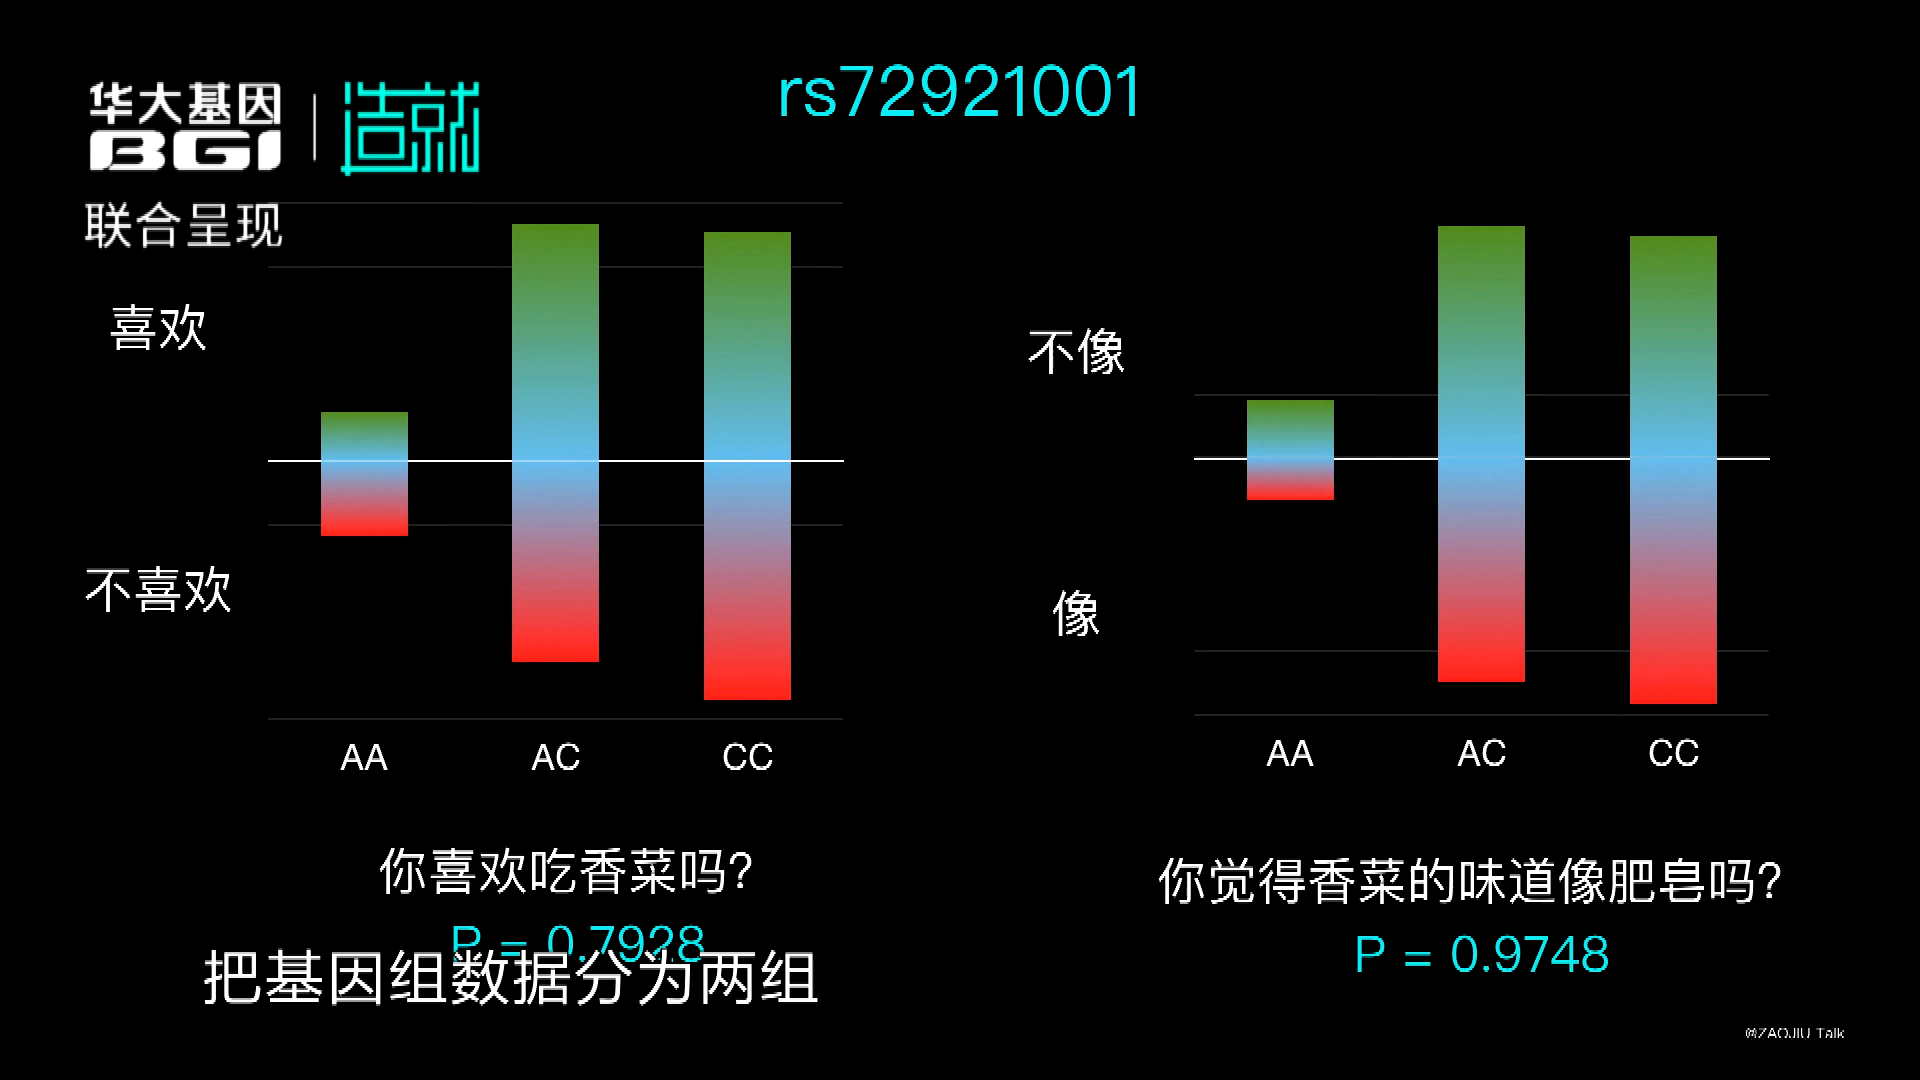 rs72921001
华大基因
BGI
造就
联合呈现
喜欢
不喜欢
AA AC CC
不像
像
AA AC CC
你喜欢吃香菜吗?
P = 0.7928
你觉得香菜的味道像肥皂吗?
P = 0.9748
把基因组数据分为两组
@ZAOJIU Talk